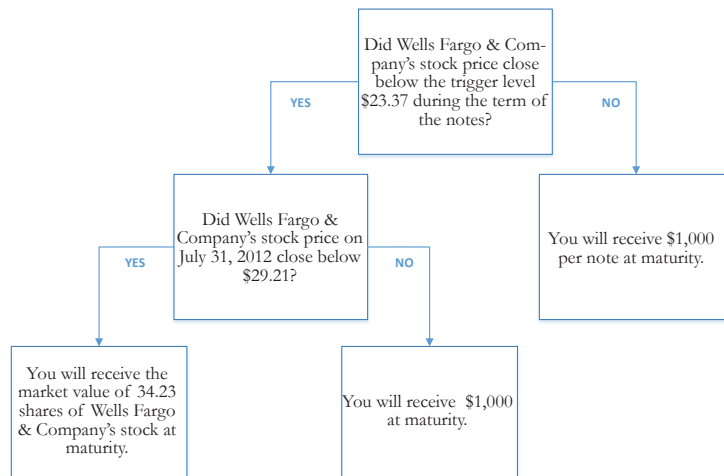 Did Wells Fargo & Com-
pany's stock price close
below the trigger level
$23.37 during the term of
the notes?
YES
NO
Did Wells Fargo &
Company's stock price on
July 31, 2012 close below
$29.21?
You will receive $1,000
per note at maturity.
YES
NO
You will receive the
market value of 34.23
shares of Wells Fargo
& Company's stock at
maturity.
You will receive $1,000
at maturity.